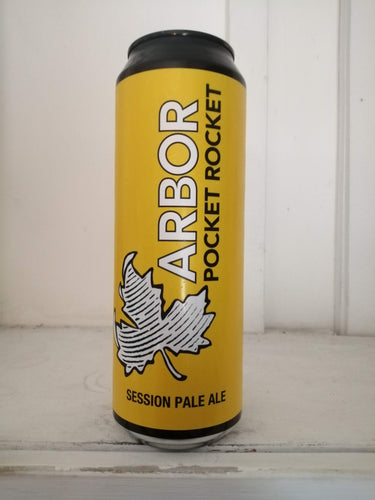 ARBOR
POCKET ROCKET
SESSION PALE ALE